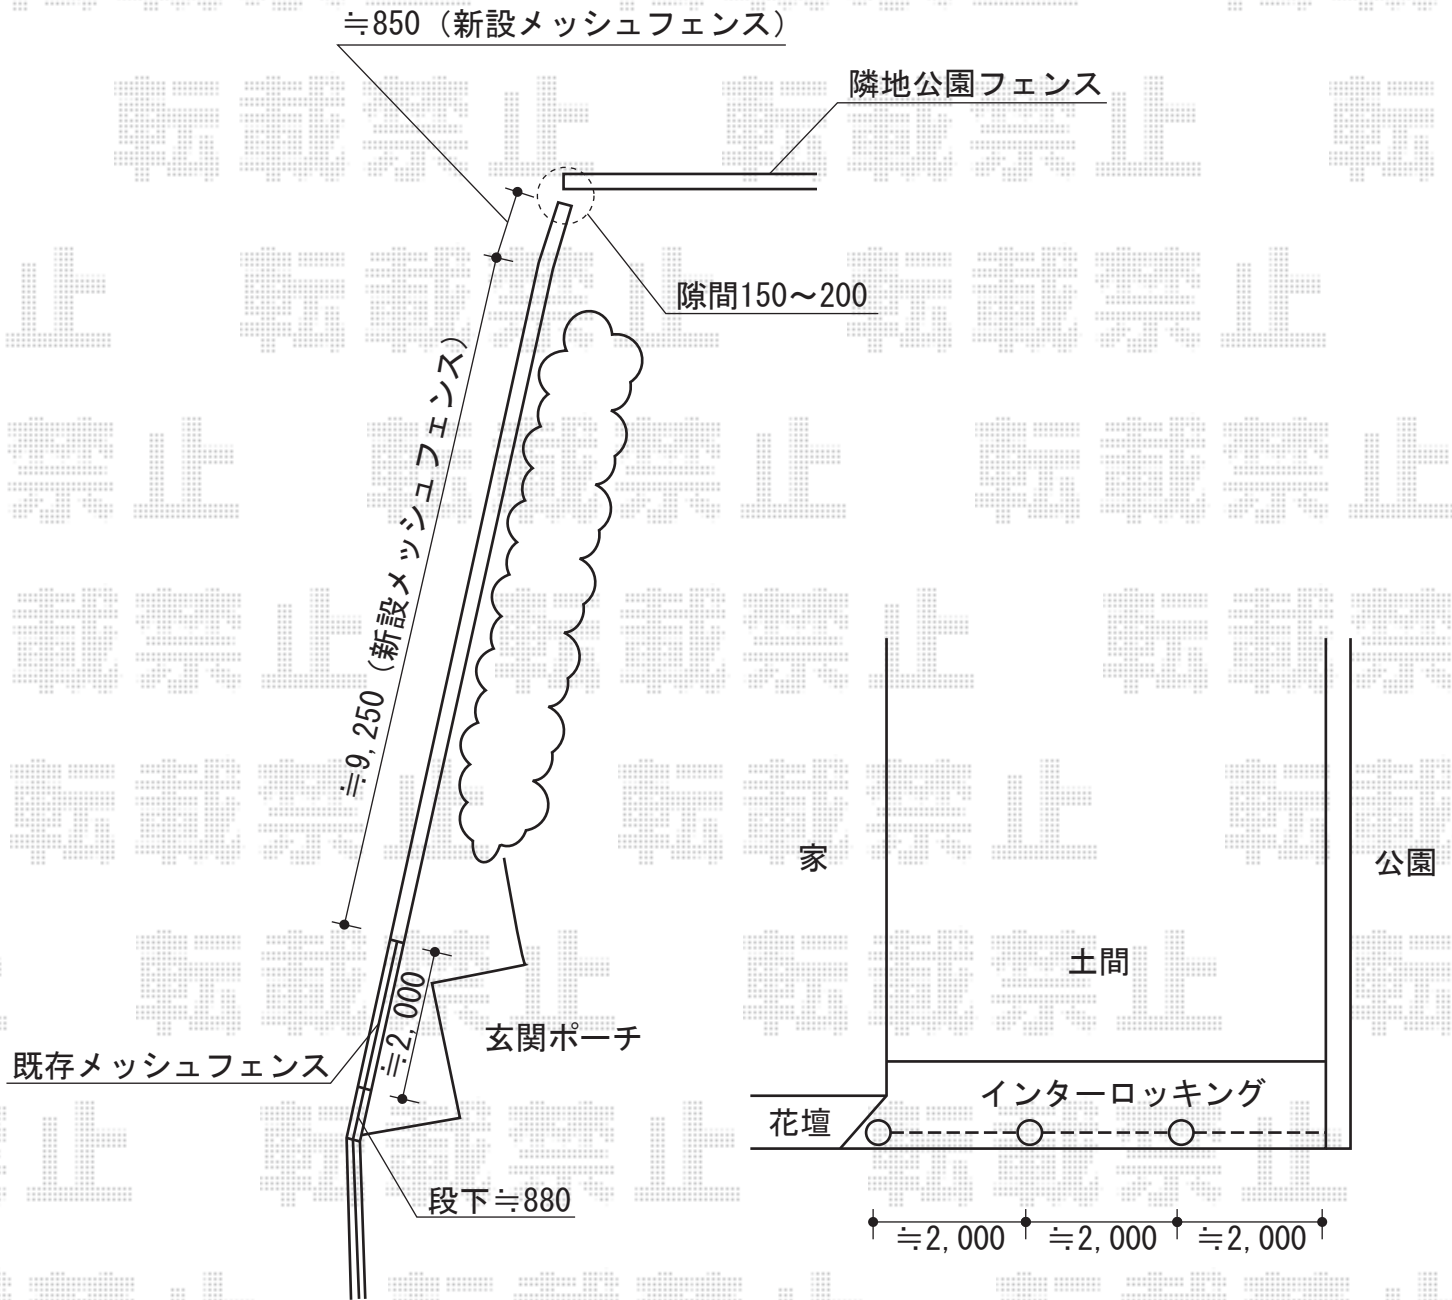 ≒850（新設メッシュフェンス）
隣地公園フェンス
隙間150～200
≒9,250（新設メッシュフェンス）
家
公園
土間
≒2,000
玄関ポーチ
既存メッシュフェンス
インターロッキング
花壇
段下≒880
≒2,000 ≒2,000 ≒2,000
転載禁止